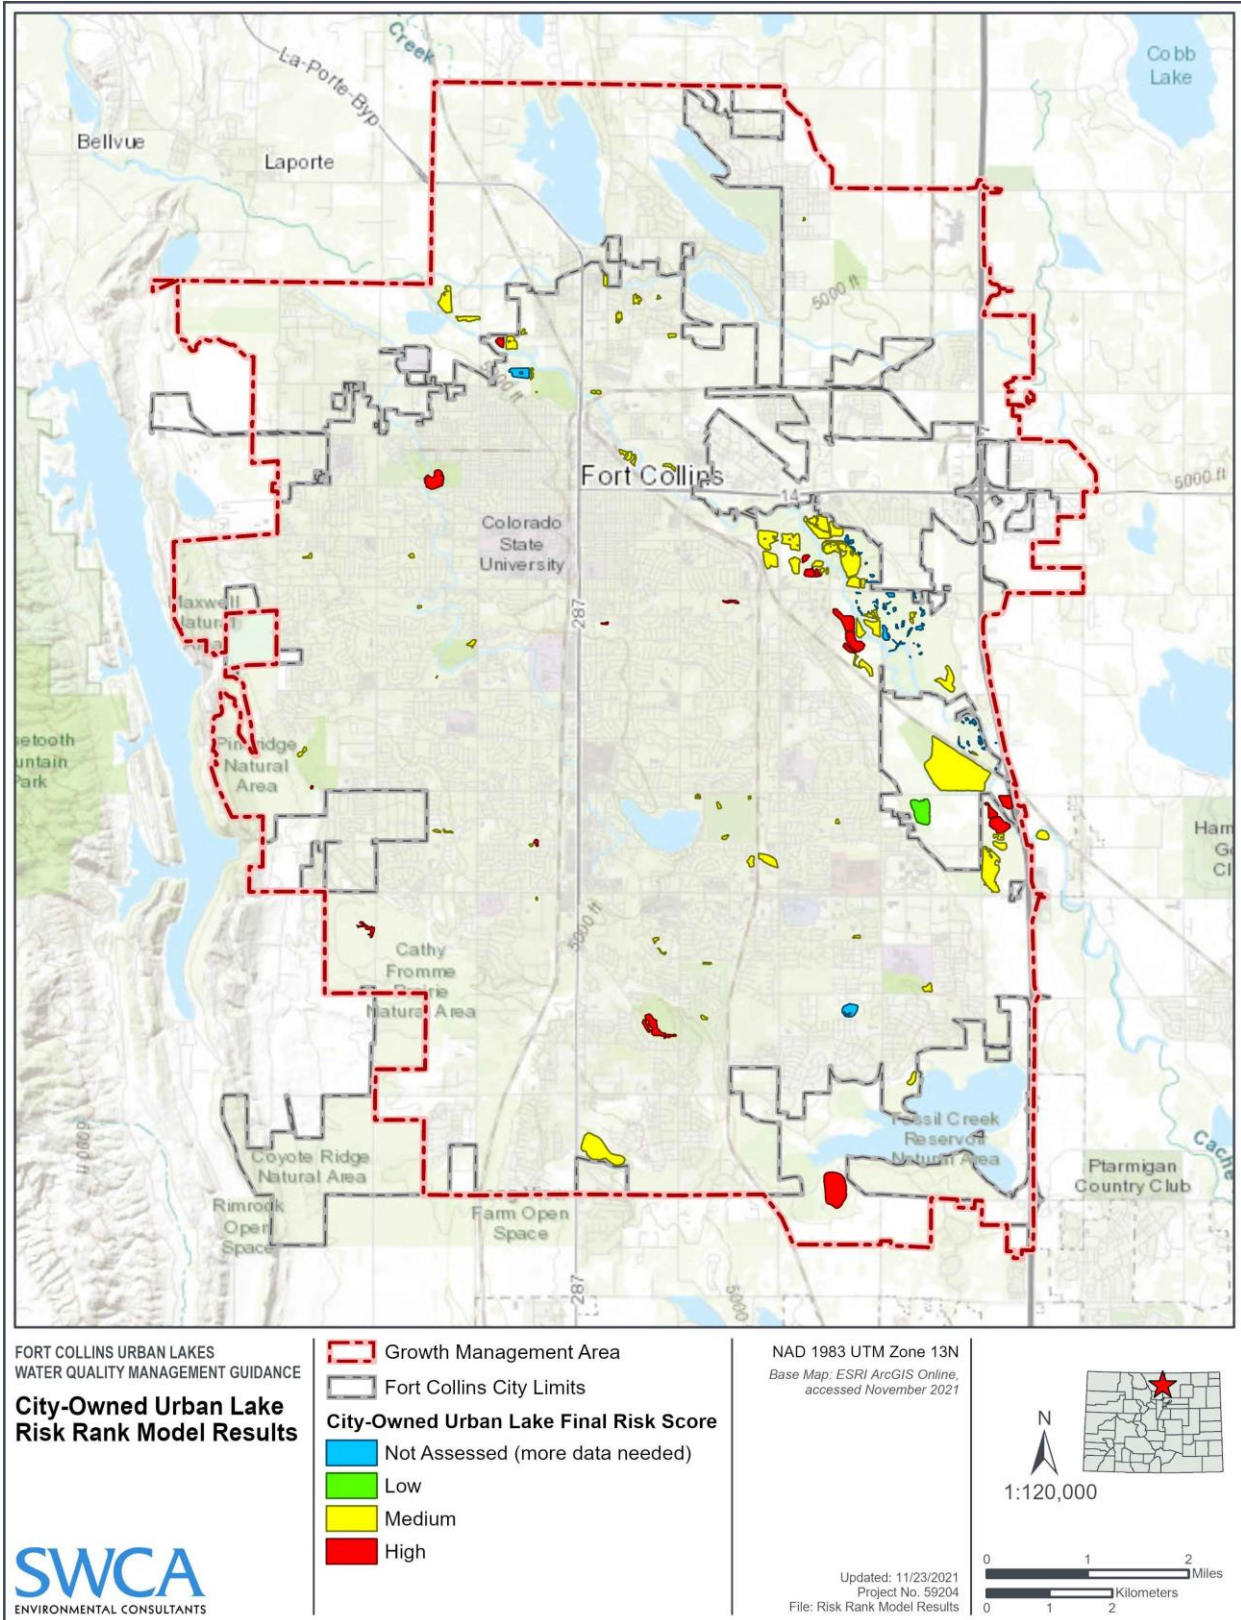 Creek
La-Porte-Byp
Cobb
Lake
Bellvue
Laporte
5000 ft
5000 ft
5000 ft
Fort Collins
14
Colorado
State
University
287
Natural
Natural
Area
Park
5000 ft
Cathy
Fromme
Prairie
Natural Area
Fossil Creek
Reservoir
Natural Area
Cache
Ptarmigan
Country Club
6000 ft
Coyote Ridge
Natural Area
Rimrock
Open
Space
Farm Open
Space
287
5000
FORT COLLINS URBAN LAKES
WATER QUALITY MANAGEMENT GUIDANCE
City-Owned Urban Lake
Risk Rank Model Results
SWCA
ENVIRONMENTAL CONSULTANTS
Growth Management Area
Fort Collins City Limits
City-Owned Urban Lake Final Risk Score
Not Assessed (more data needed)
Low
Medium
High
NAD 1983 UTM Zone 13N
Base Map: ESRI ArcGIS Online,
accessed November 2021
Updated: 11/23/2021
Project No. 59204
File: Risk Rank Model Results
N
1:120,000
0 1 2
Miles
Kilometers
0 1 2